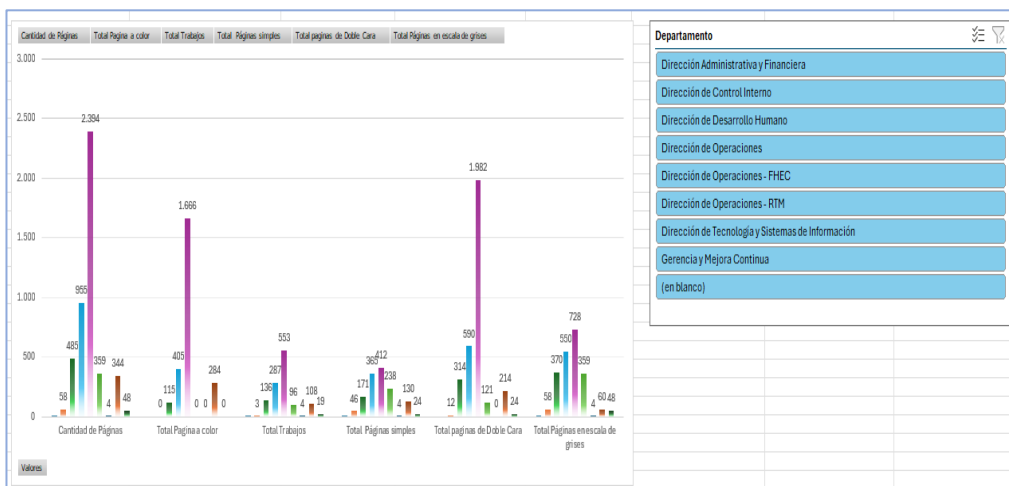 Cantidad de Páginas Total Pagina a color Total Trabajos Total Páginas simples Total paginas de Doble Cara Total Páginas en escala de grises
3.000
2.500
2.000
1.500
1.000
500
0
58 485 955 2.394 359 4 344 48
0 115 405 1.666 0 0 284 0
3 136 287 553 96 4 108 19
46 171 365 412 238 4 130 24
12 314 590 1.982 121 0 214 24
58 370 550 728 359 4 60 48
Cantidad de Páginas Total Pagina a color Total Trabajos Total Páginas simples Total paginas de Doble Cara Total Páginas en escala de grises
Valores
Departamento
Dirección Administrativa y Financiera
Dirección de Control Interno
Dirección de Desarrollo Humano
Dirección de Operaciones
Dirección de Operaciones - FHEC
Dirección de Operaciones - RTM
Dirección de Tecnología y Sistemas de Información
Gerencia y Mejora Continua
(en blanco)